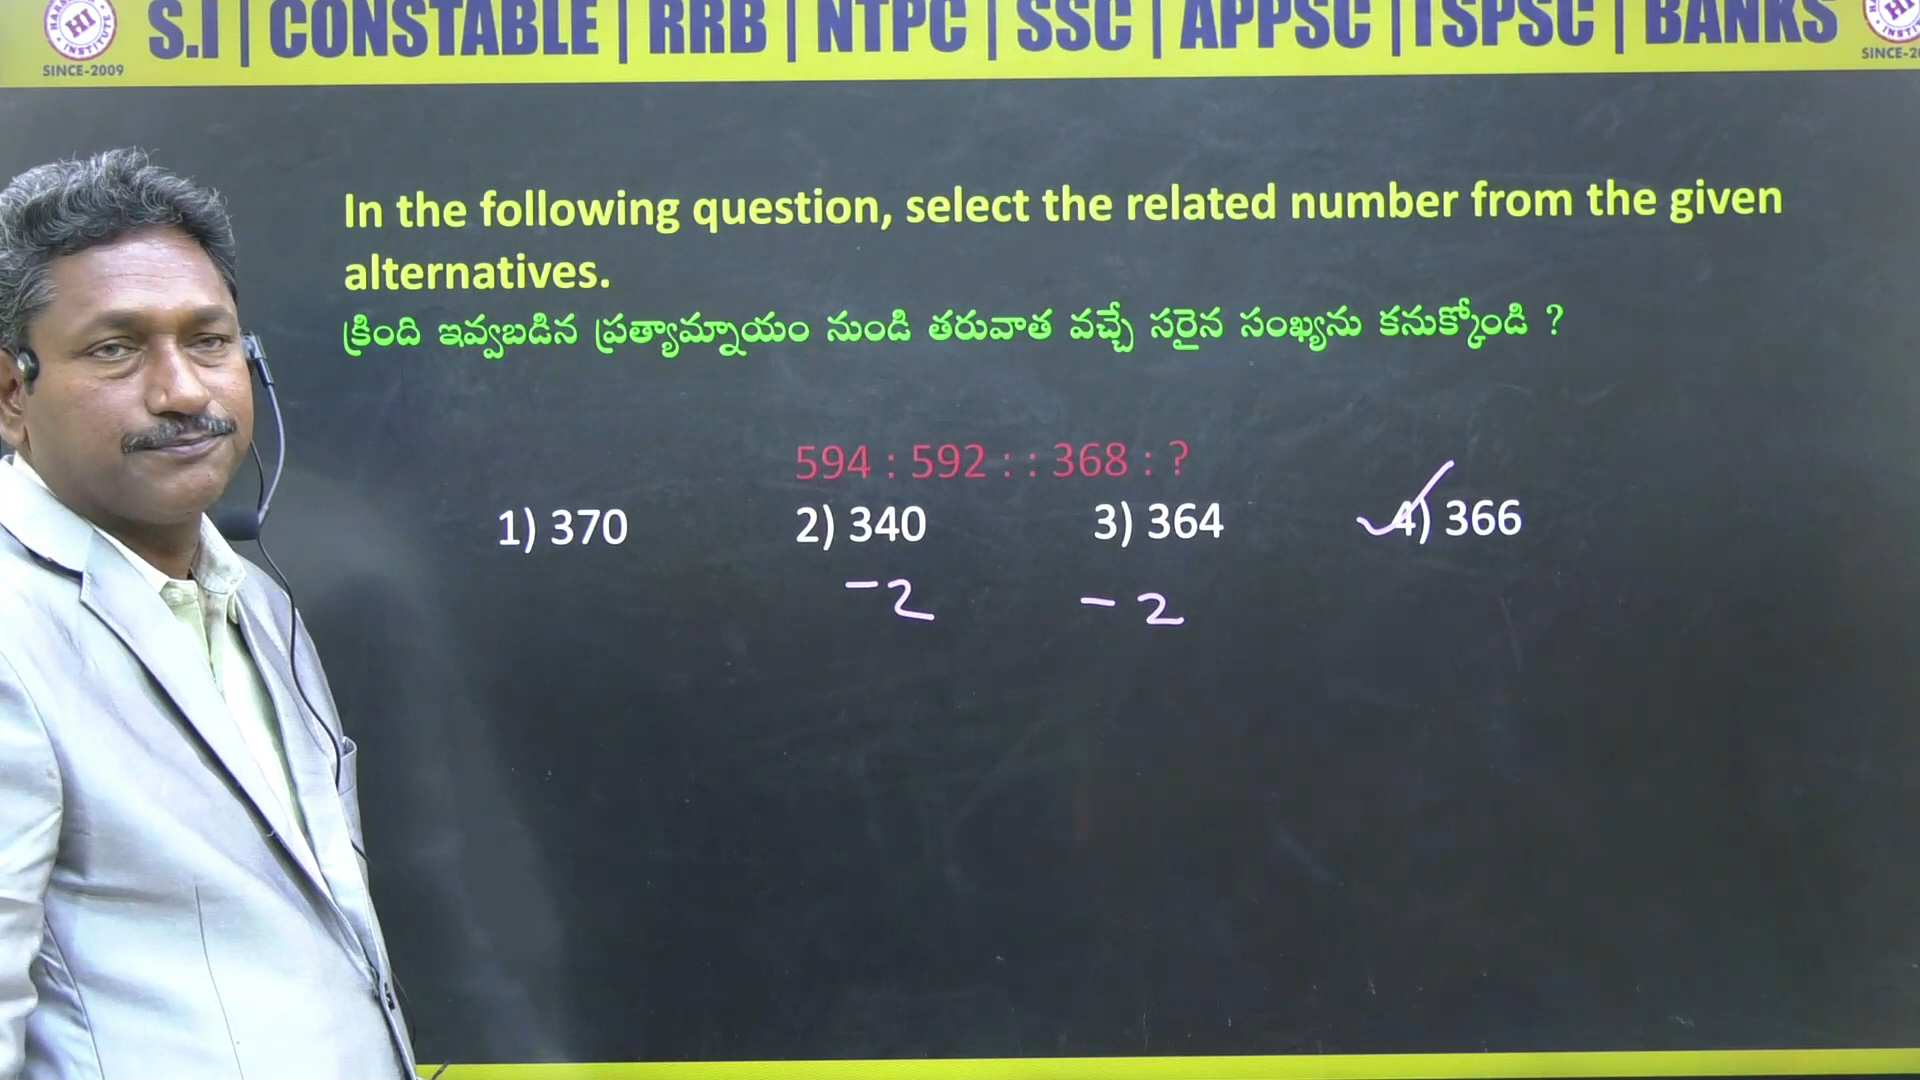 S.I | CONSTABLE | RRB | NTPC | SSC | APPSC | TSPSC | BANKS
HI
INSTITUTE
SINCE-2009
In the following question, select the related number from the given
alternatives.
క్రింది ఇవ్వబడిన ప్రత్యామ్నాయం నుండి తరువాత వచ్చే సరైన సంఖ్యను కనుక్కోండి ?
594 : 592 : : 368 : ?
1) 370 2) 340 3) 364 4) 366
-2 -2